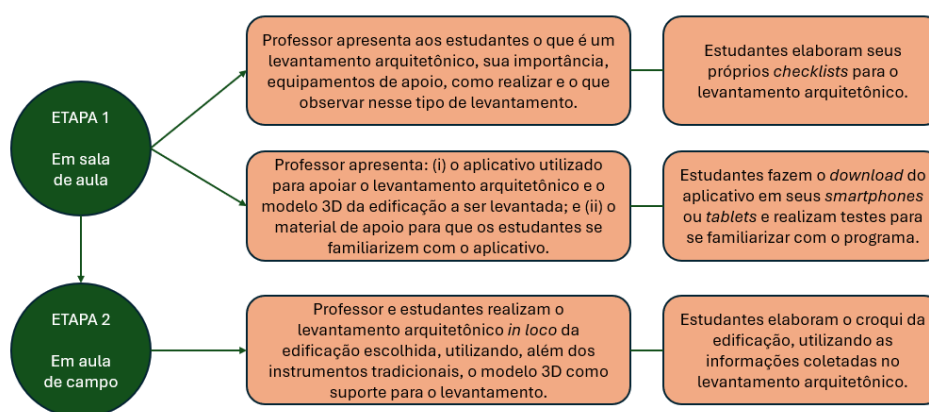 ETAPA 1
Em sala
de aula
Professor apresenta aos estudantes o que é um
levantamento arquitetônico, sua importância,
equipamentos de apoio, como realizar e o que
observar nesse tipo de levantamento.
Estudantes elaboram seus
próprios checklists para o
levantamento arquitetônico.
Professor apresenta: (i) o aplicativo utilizado
para apoiar o levantamento arquitetônico e o
modelo 3D da edificação a ser levantada; e (ii) o
material de apoio para que os estudantes se
familiarizem com o aplicativo.
Estudantes fazem o download do
aplicativo em seus smartphones
ou tablets e realizam testes para
se familiarizar com o programa.
ETAPA 2
Em aula
de campo
Professor e estudantes realizam o
levantamento arquitetônico in loco da
edificação escolhida, utilizando, além dos
instrumentos tradicionais, o modelo 3D como
suporte para o levantamento.
Estudantes elaboram o croqui da
edificação, utilizando as
informações coletadas no
levantamento arquitetônico.